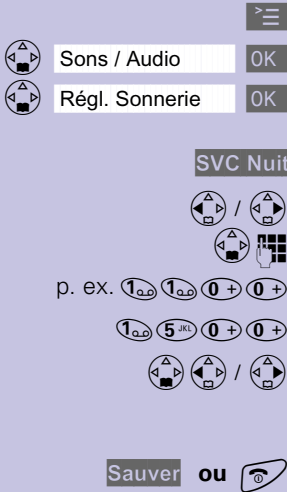 Sons / Audio OK
Régl. Sonnerie OK
SVC Nuit
/
p. ex. 1 1 0 + 0 +
1 5 JKL 0 + 0 +
/
Sauver ou